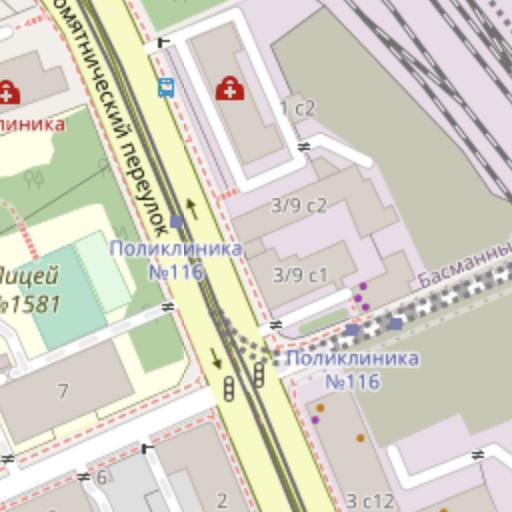 омятнический переулок
линика
1 с2
3/9 с2
Поликлиника
№116
Лицей
№1581
3/9 с1
Басманны
Поликлиника
№116
7
6
2
3 с12